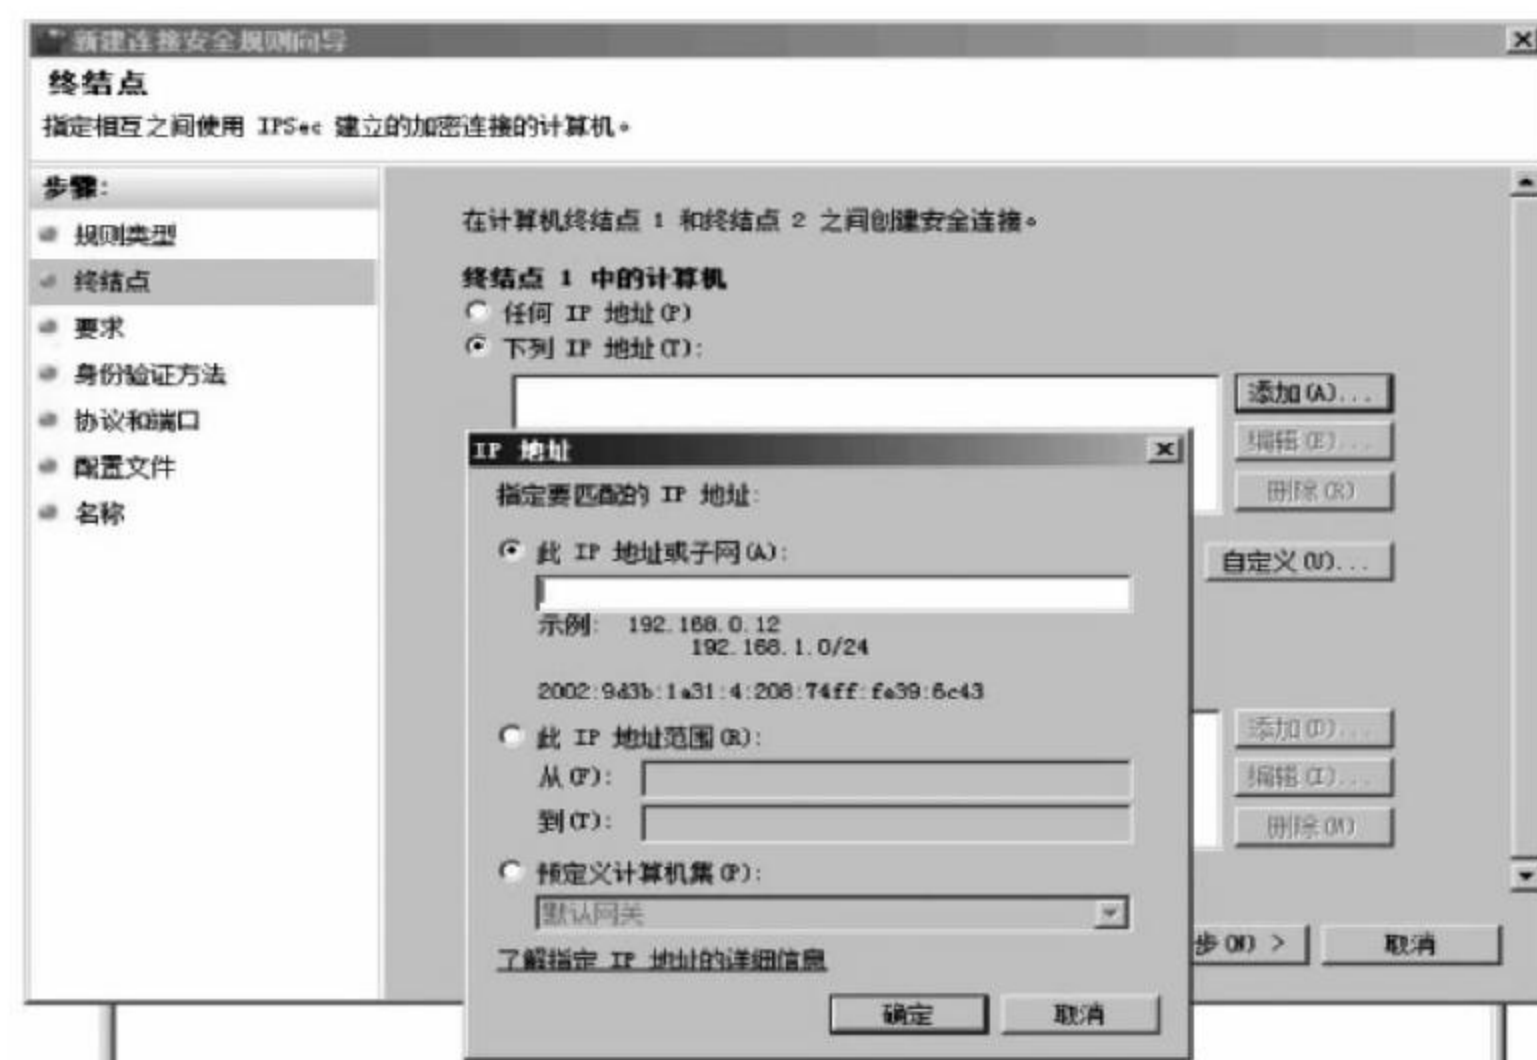 新建连接安全规则向导
终结点
指定相互之间使用 IPSec 建立的加密连接的计算机。
步骤:
规则类型
终结点
要求
身份验证方法
协议和端口
配置文件
名称
在计算机终结点 1 和终结点 2 之间创建安全连接。
终结点 1 中的计算机
任何 IP 地址(P)
下列 IP 地址(T):
添加(A)...
编辑(E)...
删除(R)
自定义(U)...
IP 地址
指定要匹配的 IP 地址:
此 IP 地址或子网(A):
示例: 192.168.0.12
192.168.1.0/24
2002:9d3b:1a31:4:208:74ff:fe39:6c43
此 IP 地址范围(R):
从(F):
到(T):
预定义计算机集(P):
默认网关
了解指定 IP 地址的详细信息
确定
取消
添加(D)...
编辑(I)...
删除(M)
步(N) >
取消